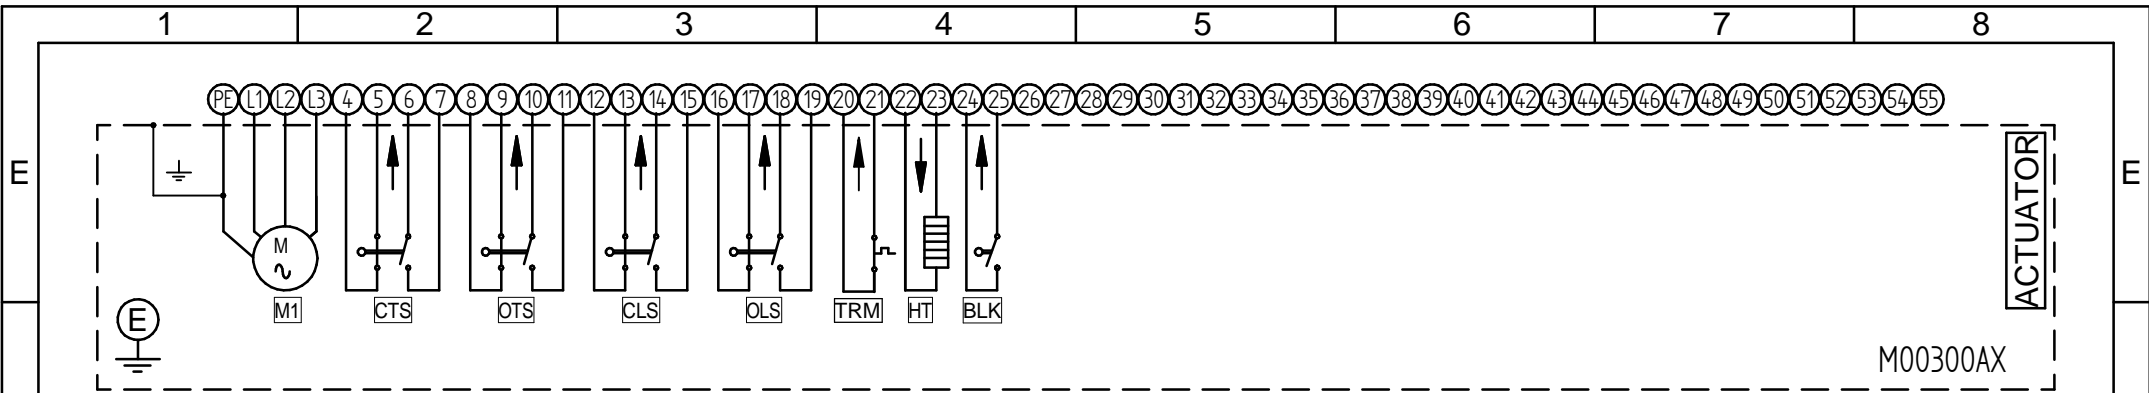 1 2 3 4 5 6 7 8
PE L1 L2 L3 4 5 6 7 8 9 10 11 12 13 14 15 16 17 18 19 20 21 22 23 24 25 26 27 28 29 30 31 32 33 34 35 36 37 38 39 40 41 42 43 44 45 46 47 48 49 50 51 52 53 54 55
E E
ACTUATOR
M
M1 CTS OTS CLS OLS TRM HT BLK
E
M00300AX